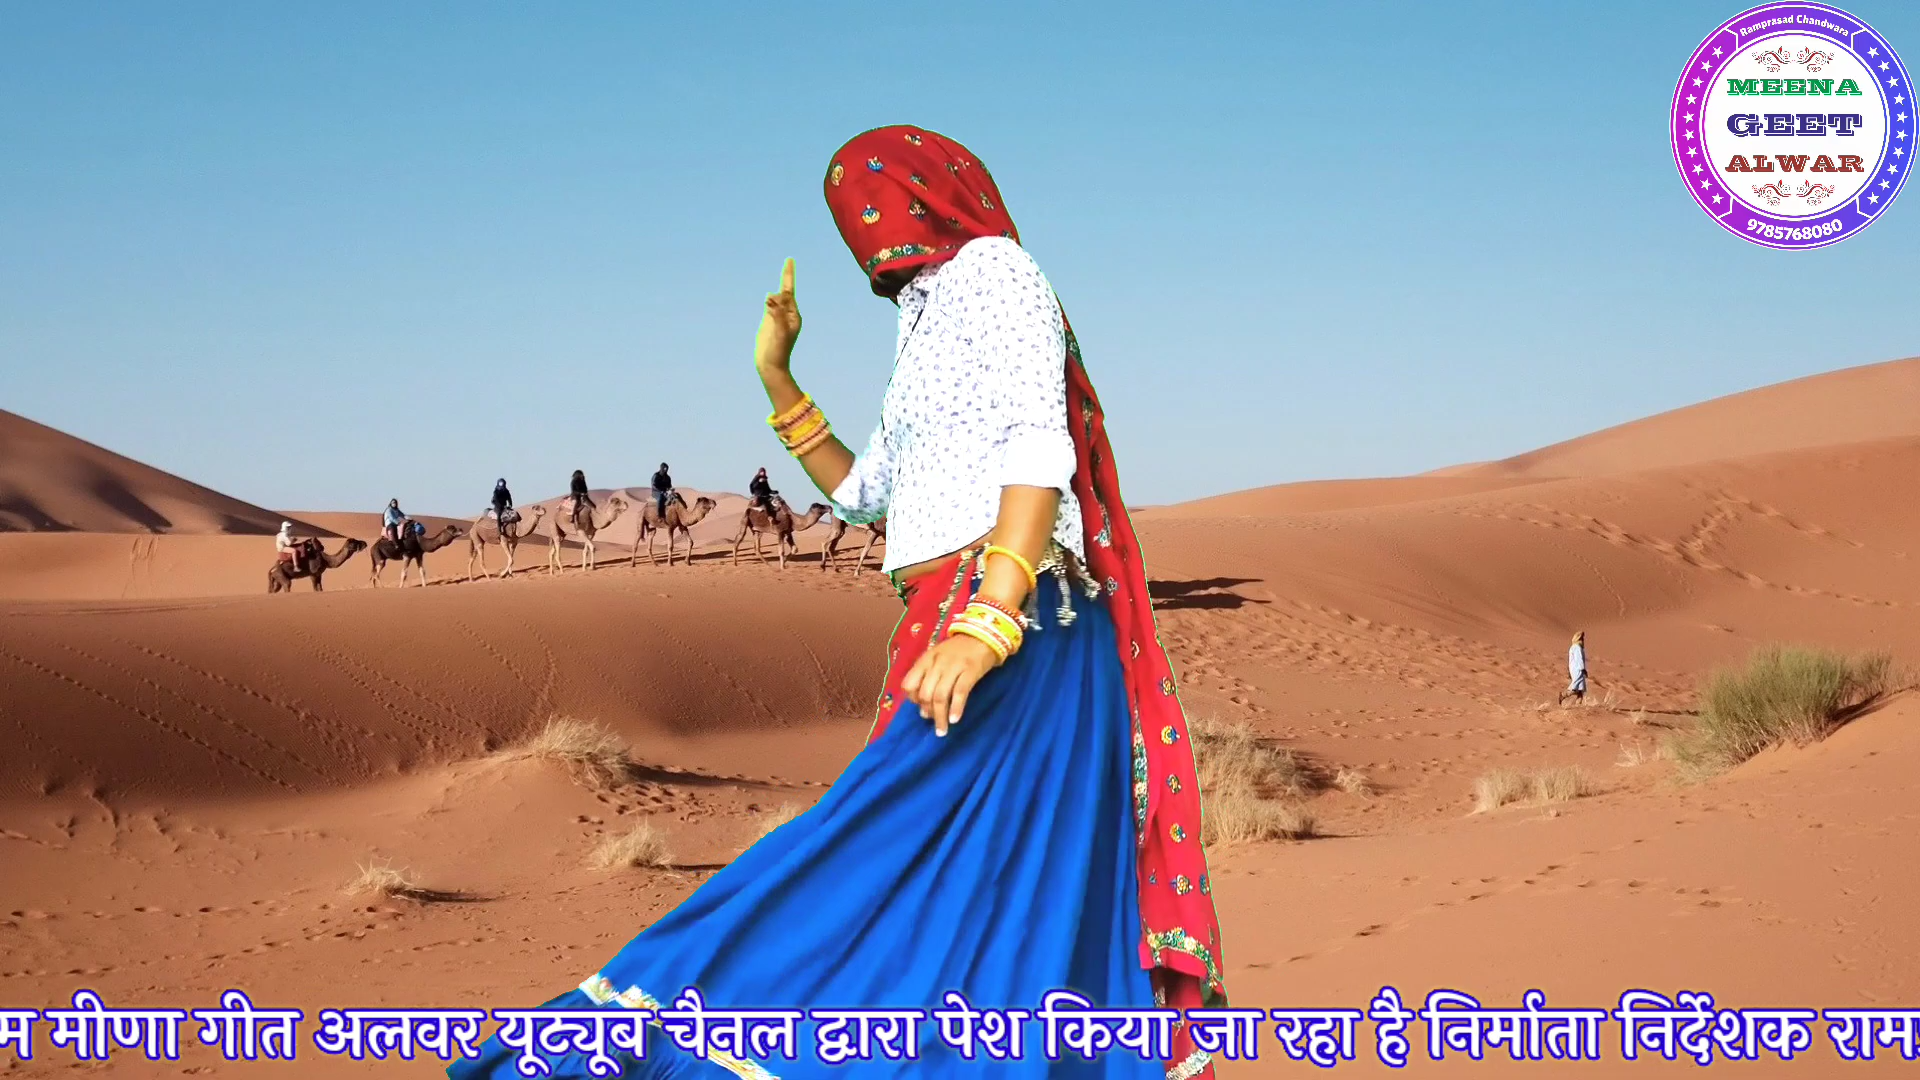 Ramprasad Chandwara
MEENA
GEET
ALWAR
9785768080
मीणा गीत अलवर यूट्यूब चैनल द्वारा पेश किया जा रहा है निर्माता निर्देशक